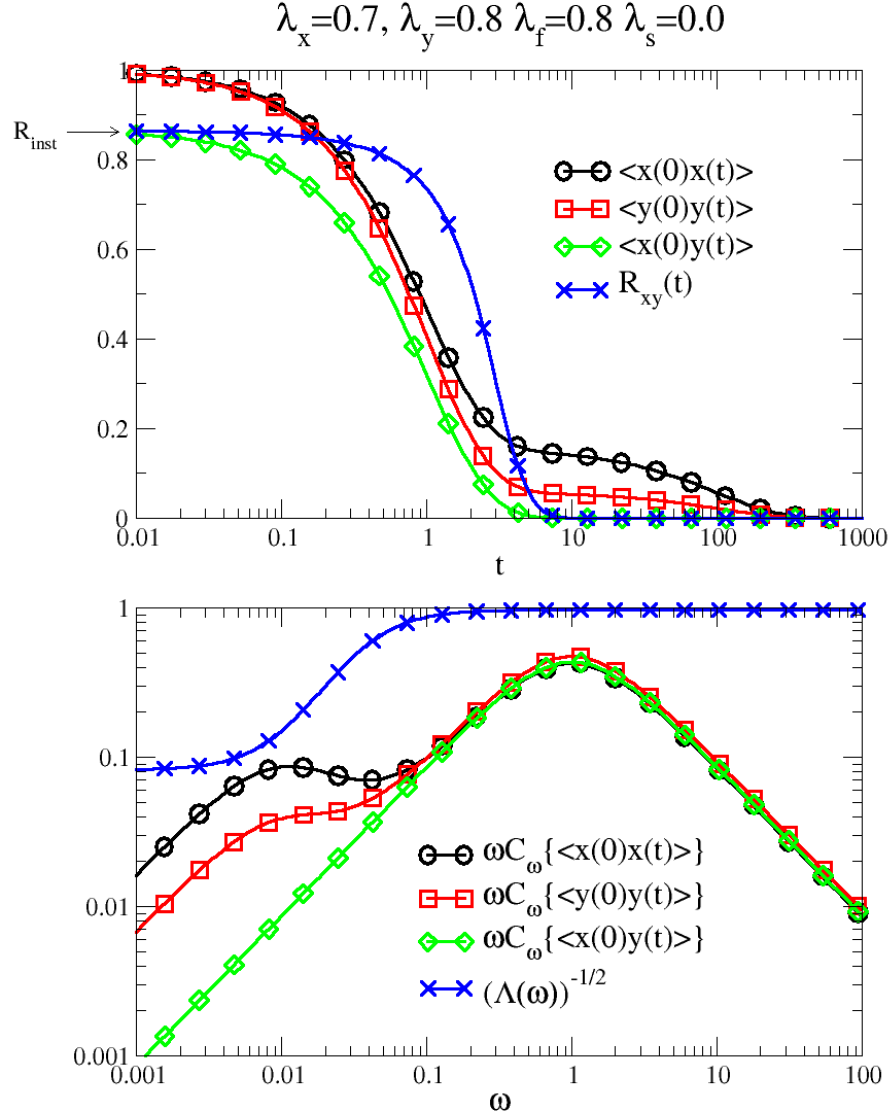 λx=0.7, λy=0.8 λf=0.8 λs=0.0
1
0.8
0.6
0.4
0.2
0
Rinst
<x(0)x(t)>
<y(0)y(t)>
<x(0)y(t)>
Rxy(t)
0.01 0.1 1 10 100 1000
t
1
0.1
0.01
0.001
ωCω{<x(0)x(t)>}
ωCω{<y(0)y(t)>}
ωCω{<x(0)y(t)>}
(Λ(ω))-1/2
0.001 0.01 0.1 1 10 100
ω